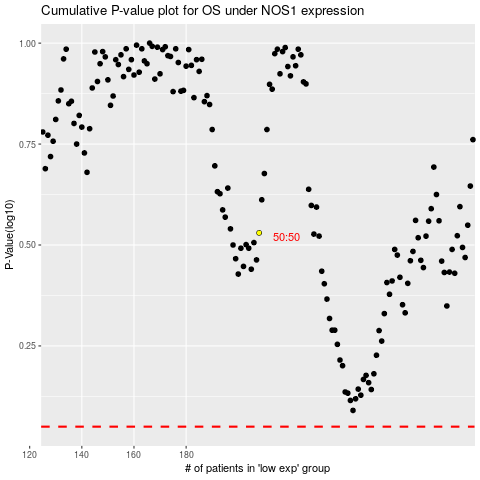 Cumulative P-value plot for OS under NOS1 expression
P-Value(log10)
1.00
0.75
0.50
0.25
50:50
120 140 160 180
# of patients in 'low exp' group